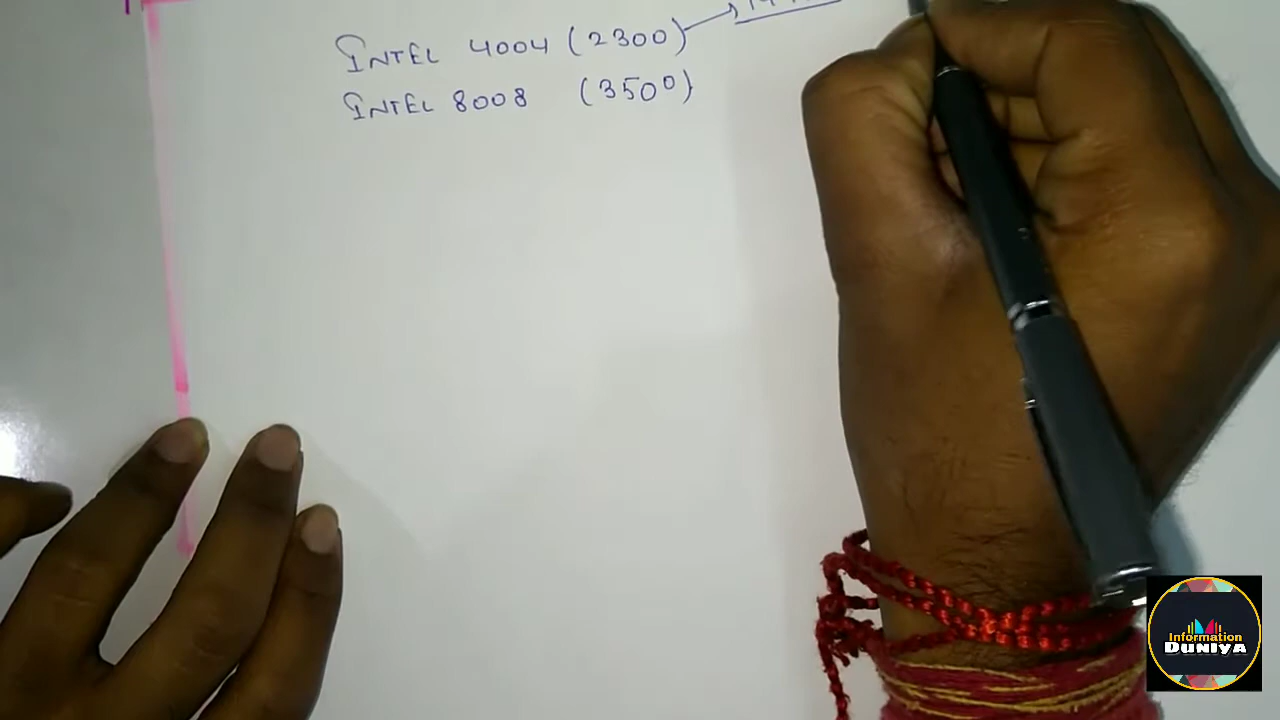 INTEL 4004 (2300) →
INTEL 8008 (3500)
Information
DUNIYA